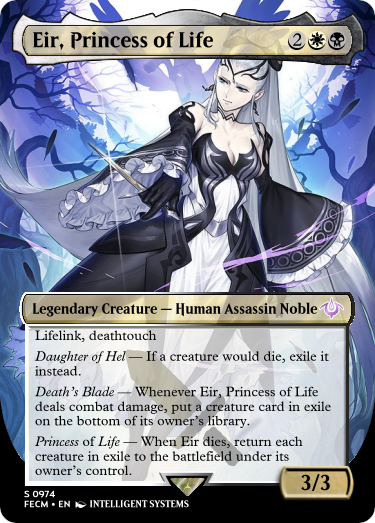 Eir, Princess of Life 2
Legendary Creature — Human Assassin Noble
Lifelink, deathtouch
Daughter of Hel — If a creature would die, exile it
instead.
Death's Blade — Whenever Eir, Princess of Life
deals combat damage, put a creature card in exile
on the bottom of its owner's library.
Princess of Life — When Eir dies, return each
creature in exile to the battlefield under its
owner's control.
3/3
S 0974
FECM • EN INTELLIGENT SYSTEMS